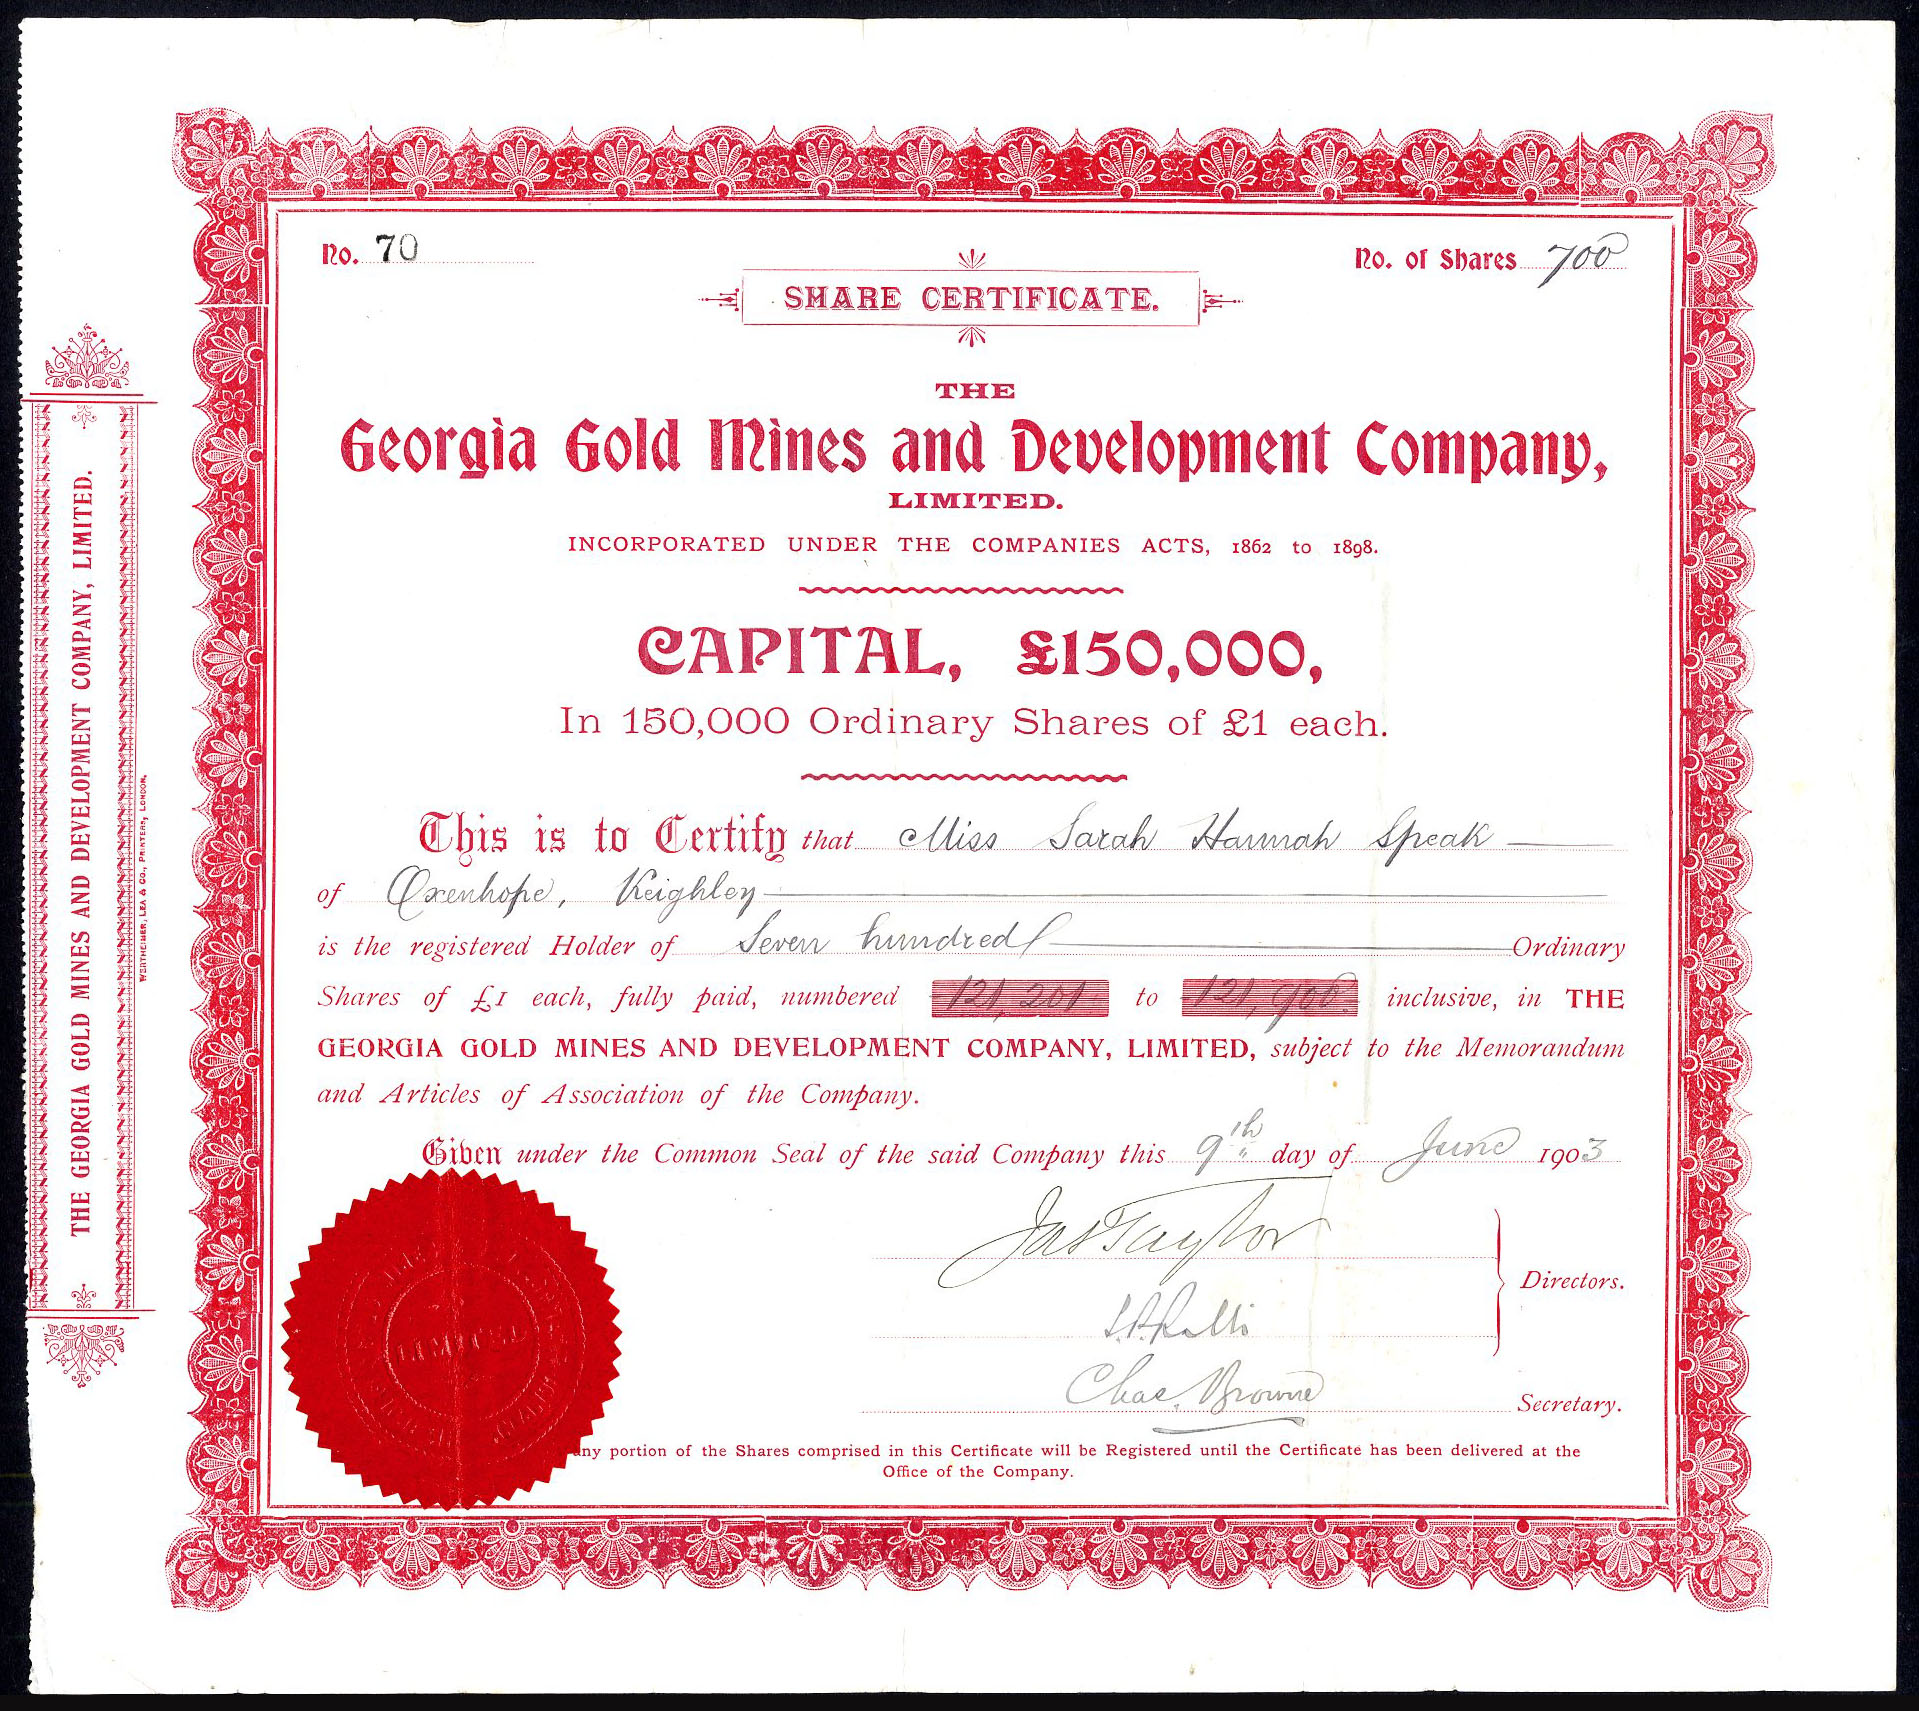 No. 70
No. of Shares 700
SHARE CERTIFICATE.
THE
Georgia Gold Mines and Development Company,
LIMITED.
INCORPORATED UNDER THE COMPANIES ACTS, 1862 to 1898.
CAPITAL, £150,000,
In 150,000 Ordinary Shares of £1 each.
This is to Certify that Miss Sarah Hannah Speak
of Oxenhope, Keighley
is the registered Holder of Seven hundred Ordinary
Shares of £1 each, fully paid, numbered 121,201 to 121,900 inclusive, in THE
GEORGIA GOLD MINES AND DEVELOPMENT COMPANY, LIMITED, subject to the Memorandum
and Articles of Association of the Company.
Given under the Common Seal of the said Company this 9th day of June 1903
Jas Taylor
Directors.
Chas. Browne Secretary.
any portion of the Shares comprised in this Certificate will be Registered until the Certificate has been delivered at the
Office of the Company.
LIMITED
THE GEORGIA GOLD MINES AND DEVELOPMENT COMPANY, LIMITED.
WERTHEIMER, LEA & CO., PRINTERS, LONDON.